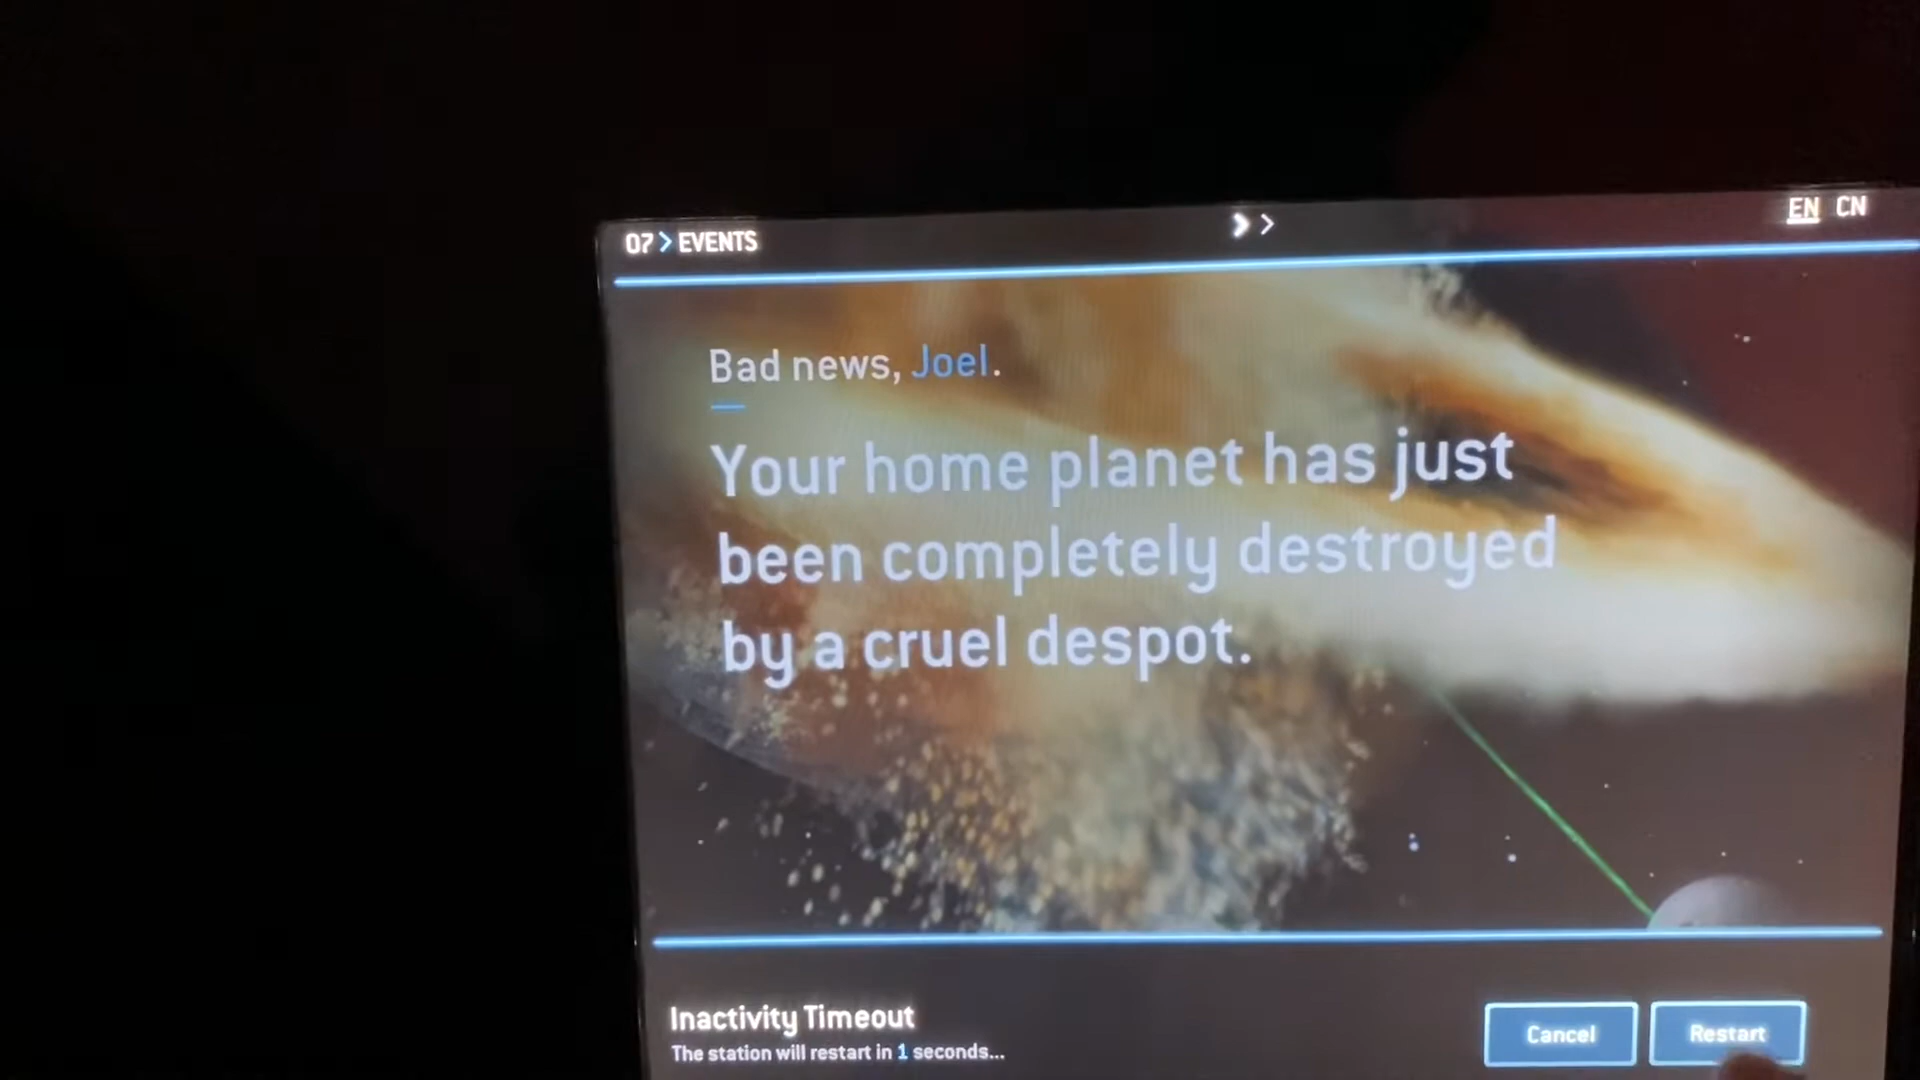 07 > EVENTS
EN CN
Bad news, Joel.
Your home planet has just
been completely destroyed
by a cruel despot.
Inactivity Timeout
The station will restart in 1 seconds...
Cancel
Restart